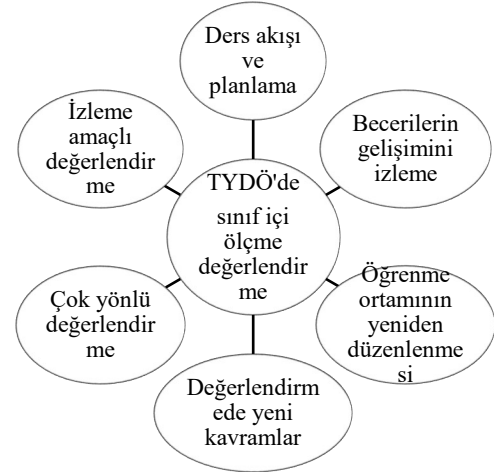 Ders akışı
ve
planlama
İzleme
amaçlı
değerlendir
me
Becerilerin
gelişimini
izleme
TYDÖ'de
sınıf içi
ölçme
değerlendir
me
Çok yönlü
değerlendir
me
Öğrenme
ortamının
yeniden
düzenlenme
si
Değerlendirm
ede yeni
kavramlar